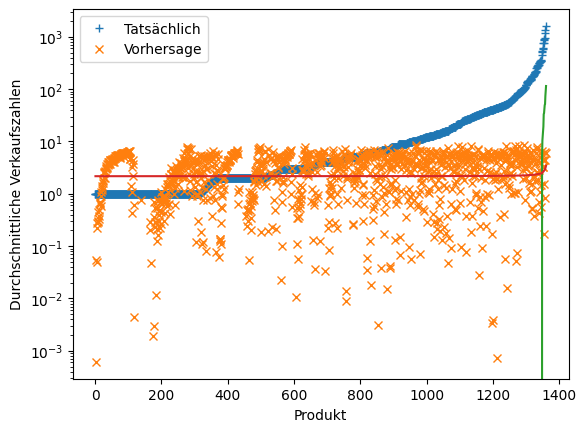 Tatsächlich
Vorhersage
Durchschnittliche Verkaufszahlen
10³
10²
10¹
10⁰
10⁻¹
10⁻²
10⁻³
0 200 400 600 800 1000 1200 1400
Produkt